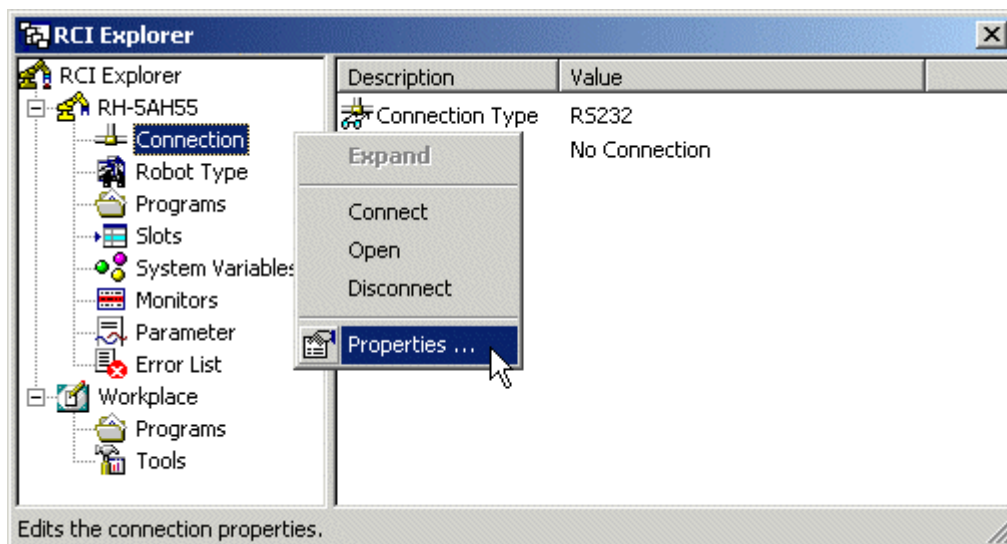 RCI Explorer
RCI Explorer
Description Value
RH-5AH55
Connection Type RS232
Connection
No Connection
Expand
Robot Type
Programs
Connect
Slots
Open
System Variables
Disconnect
Monitors
Parameter
Properties ...
Error List
Workplace
Programs
Tools
Edits the connection properties.